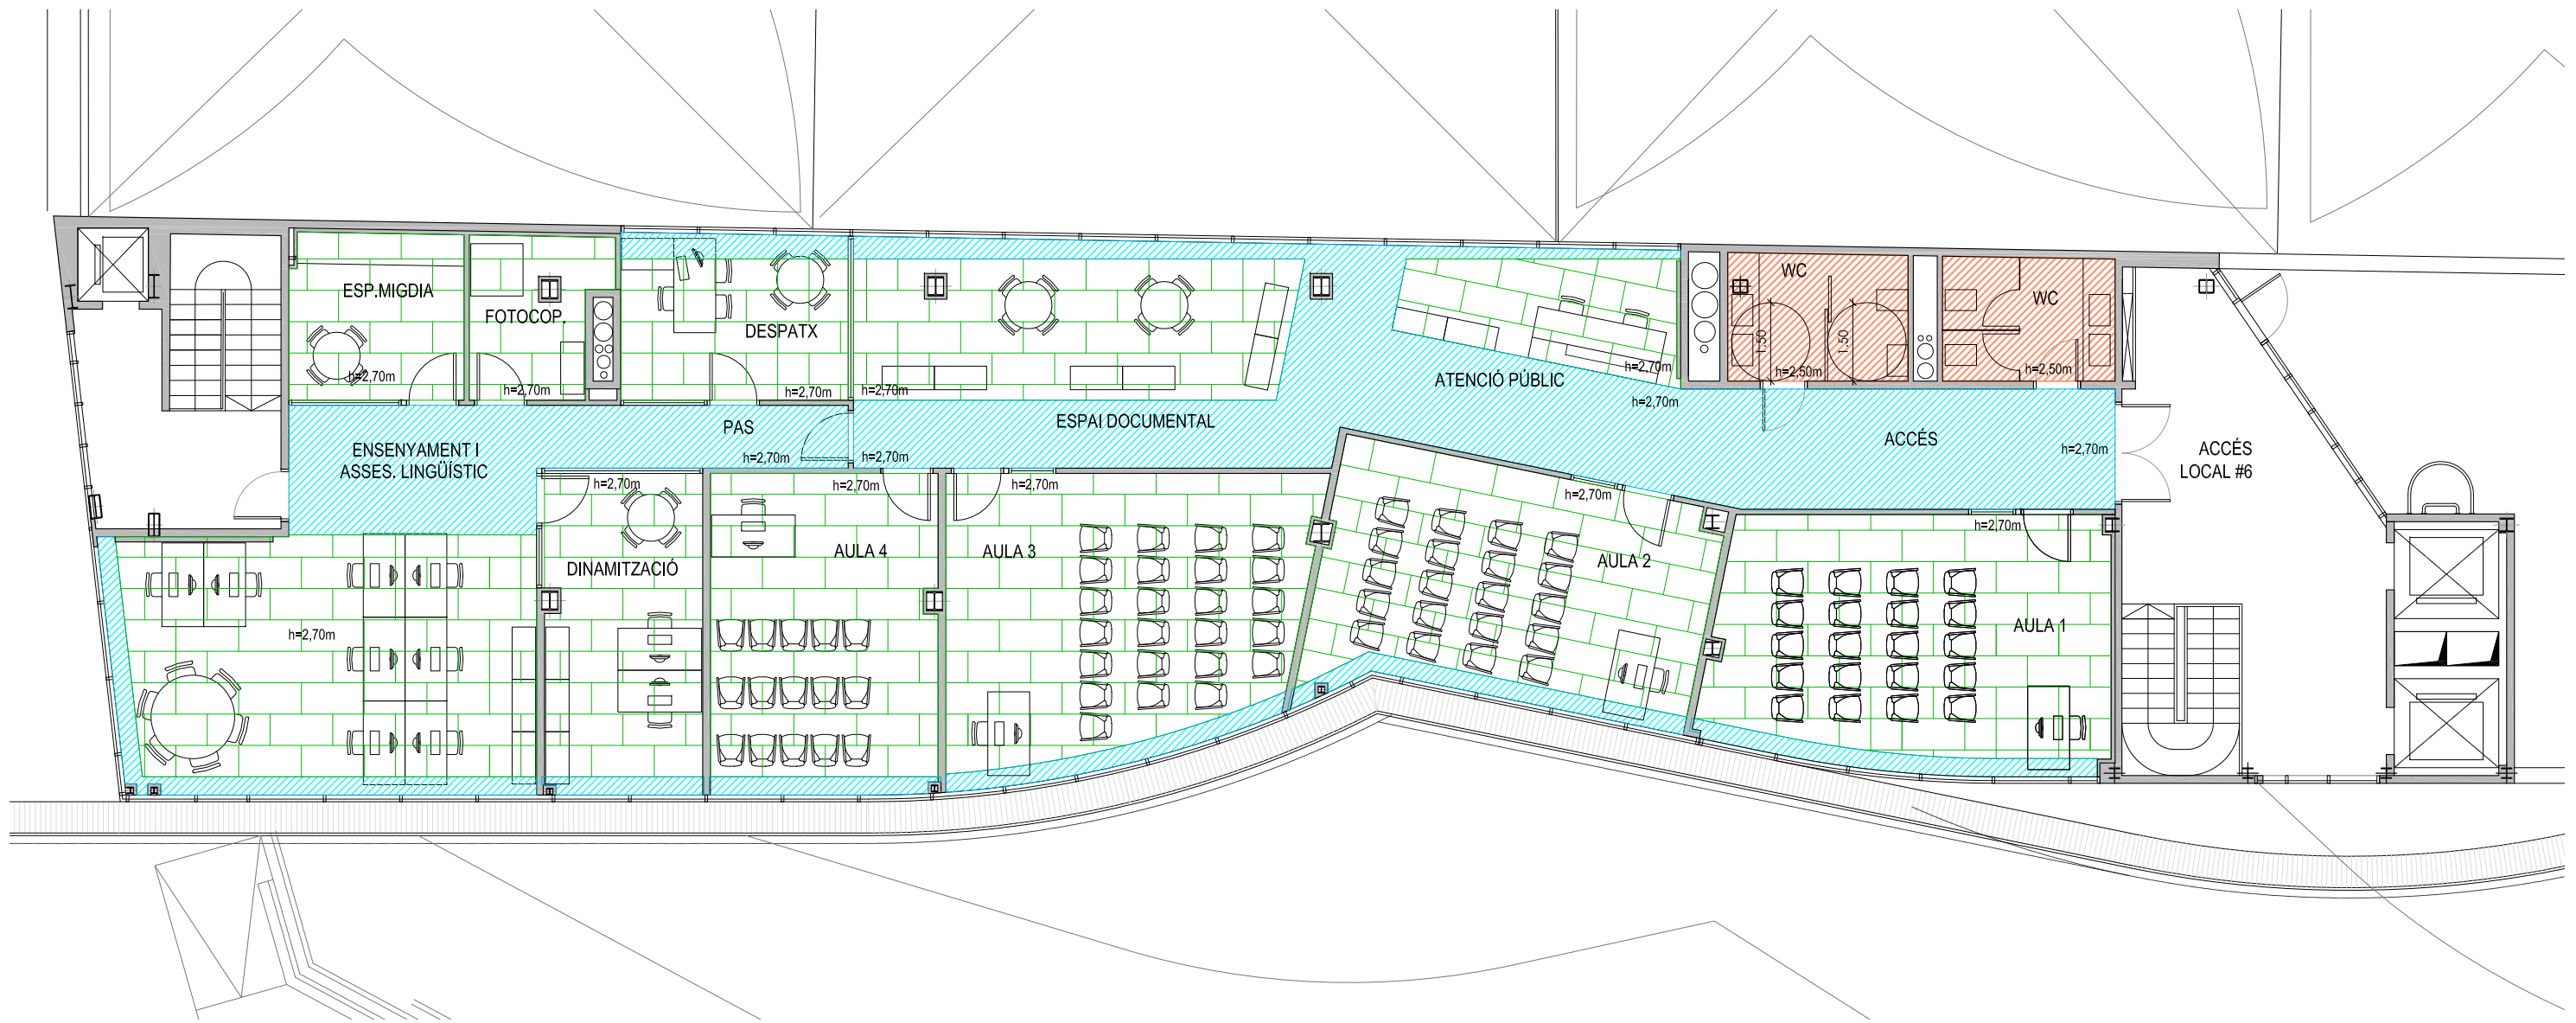 WC
WC
ESP.MIGDIA
FOTOCOP.
DESPATX
1.50
1.50
h=2,70m
h=2,70m
h=2,70m
h=2,70m
h=2,70m
h=2,50m
h=2,50m
ATENCIÓ PÚBLIC
h=2,70m
PAS
ESPAI DOCUMENTAL
ACCÉS
ENSENYAMENT I
ASSES. LINGÜÍSTIC
h=2,70m
h=2,70m
h=2,70m
ACCÉS
LOCAL #6
h=2,70m
h=2,70m
h=2,70m
h=2,70m
h=2,70m
AULA 4
AULA 3
AULA 2
DINAMITZACIÓ
h=2,70m
AULA 1